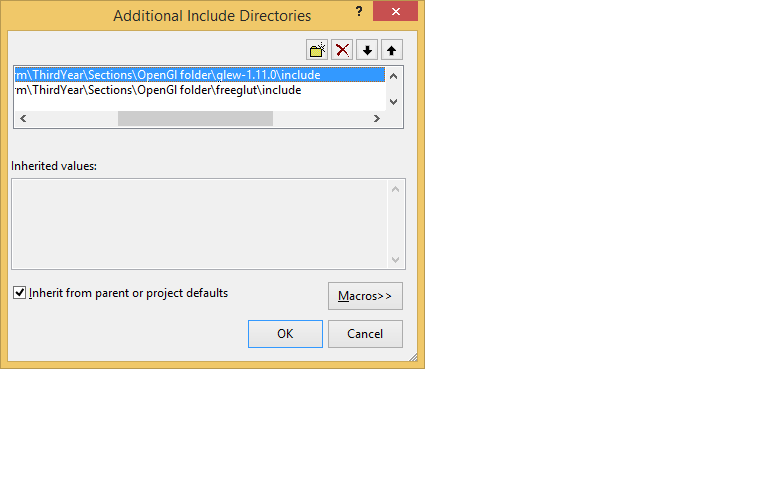 Additional Include Directories
?
rm\ThirdYear\Sections\OpenGl folder\glew-1.11.0\include
rm\ThirdYear\Sections\OpenGl folder\freeglut\include
Inherited values:
Inherit from parent or project defaults
Macros>>
OK
Cancel